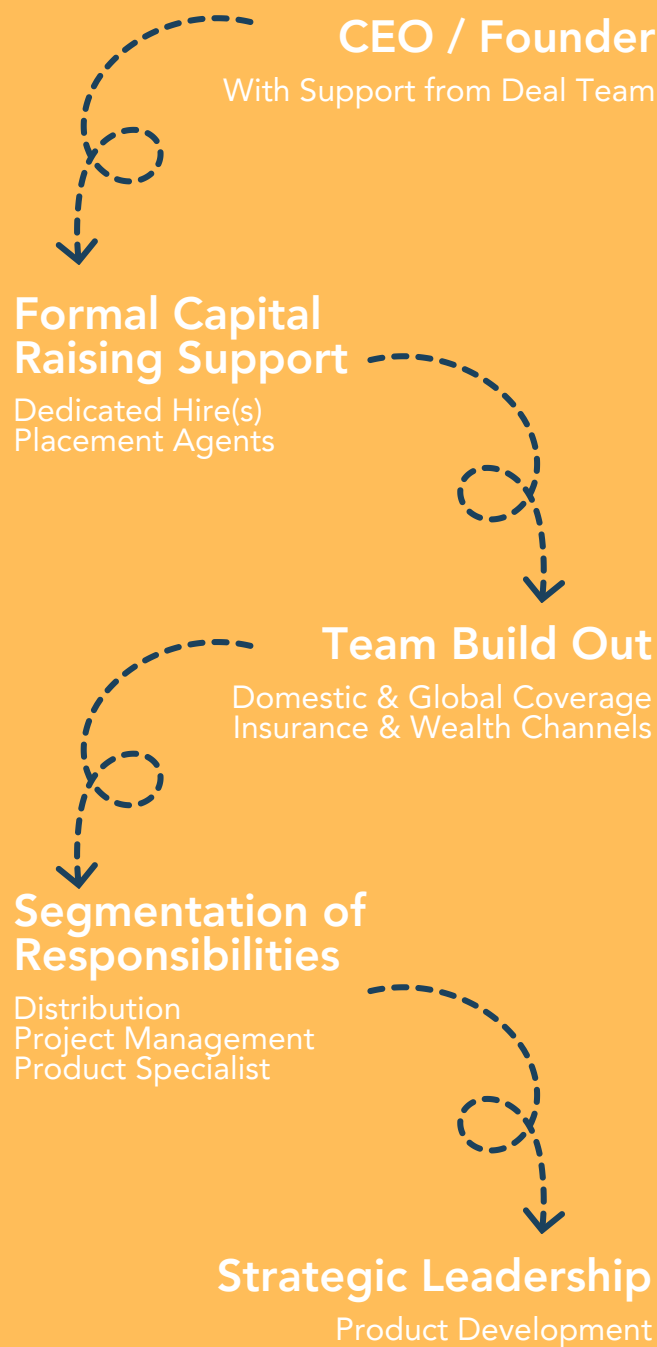 CEO / Founder
With Support from Deal Team
Formal Capital
Raising Support
Dedicated Hire(s)
Placement Agents
Team Build Out
Domestic & Global Coverage
Insurance & Wealth Channels
Segmentation of
Responsibilities
Distribution
Project Management
Product Specialist
Strategic Leadership
Product Development